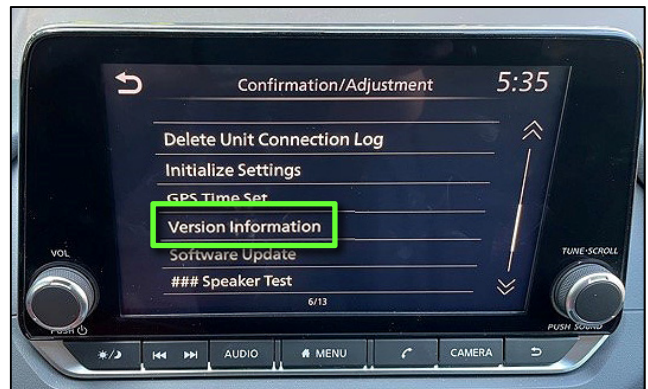 Confirmation/Adjustment 5:35
Delete Unit Connection Log
Initialize Settings
GPS Time Set
Version Information
Software Update
### Speaker Test
6/13
VOL
TUNE·SCROLL
PUSH
PUSH SOUND
AUDIO
MENU
CAMERA